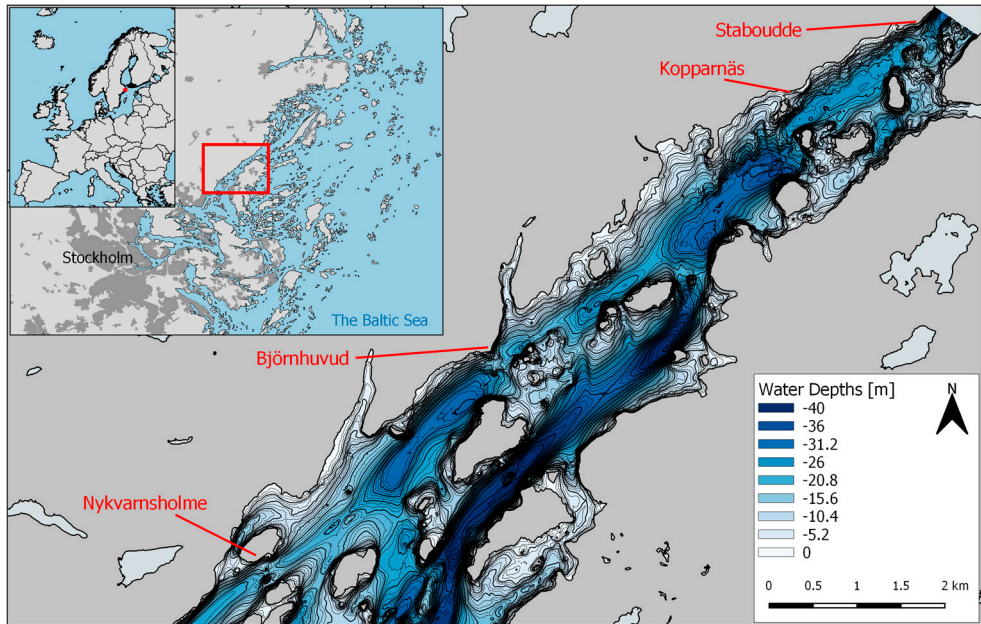 Staboudde
Kopparnäs
Stockholm
The Baltic Sea
Björnhuvud
Nykvarnsholme
Water Depths [m]
N
-40
-36
-31.2
-26
-20.8
-15.6
-10.4
-5.2
0
0 0.5 1 1.5 2 km